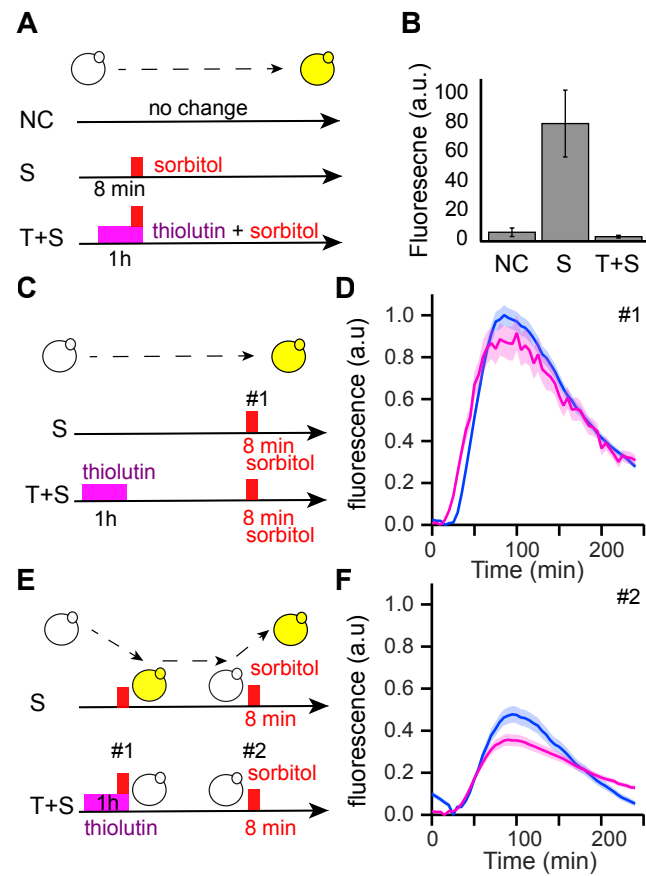 A
NC
no change
S
sorbitol
8 min
T+S
thiolutin + sorbitol
1h
B
Fluoresecne (a.u.)
100
80
60
40
20
0
NC S T+S
C
#1
S
8 min
sorbitol
thiolutin
T+S
1h
8 min
sorbitol
D
#1
fluorescence (a.u)
1.0
0.8
0.6
0.4
0.2
0.0
0 100 200
Time (min)
E
sorbitol
S
8 min
#1 #2
sorbitol
T+S
1h
thiolutin
8 min
F
#2
fluorescence (a.u)
1.0
0.8
0.6
0.4
0.2
0.0
0 100 200
Time (min)